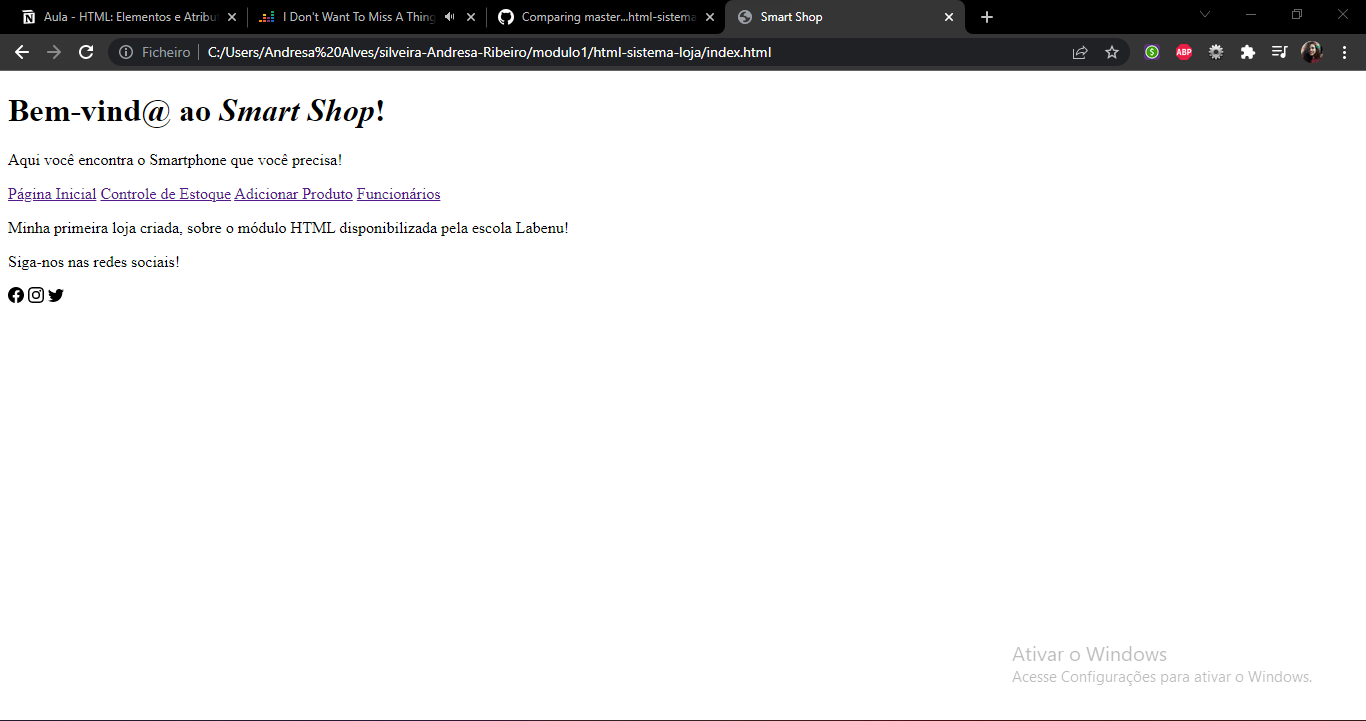 Aula - HTML: Elementos e Atribut
I Don't Want To Miss A Thing
Comparing master...html-sistema
Smart Shop
Ficheiro
C:/Users/Andresa%20Alves/silveira-Andresa-Ribeiro/modulo1/html-sistema-loja/index.html
ABP
Bem-vind@ ao Smart Shop!
Aqui você encontra o Smartphone que você precisa!
Página Inicial Controle de Estoque Adicionar Produto Funcionários
Minha primeira loja criada, sobre o módulo HTML disponibilizada pela escola Labenu!
Siga-nos nas redes sociais!
Ativar o Windows
Acesse Configurações para ativar o Windows.